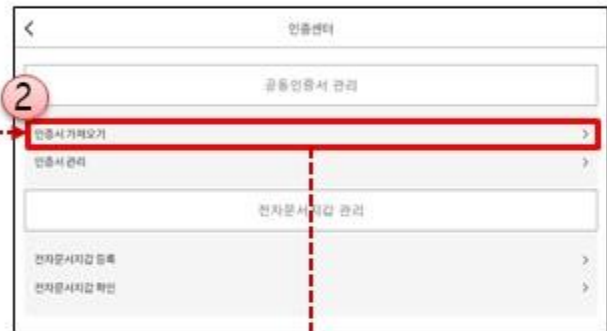 인증센터
공동인증서 관리
2
인증서 가져오기
인증서 관리
전자문서지갑 관리
전자문서지갑 등록
전자문서지갑 확인